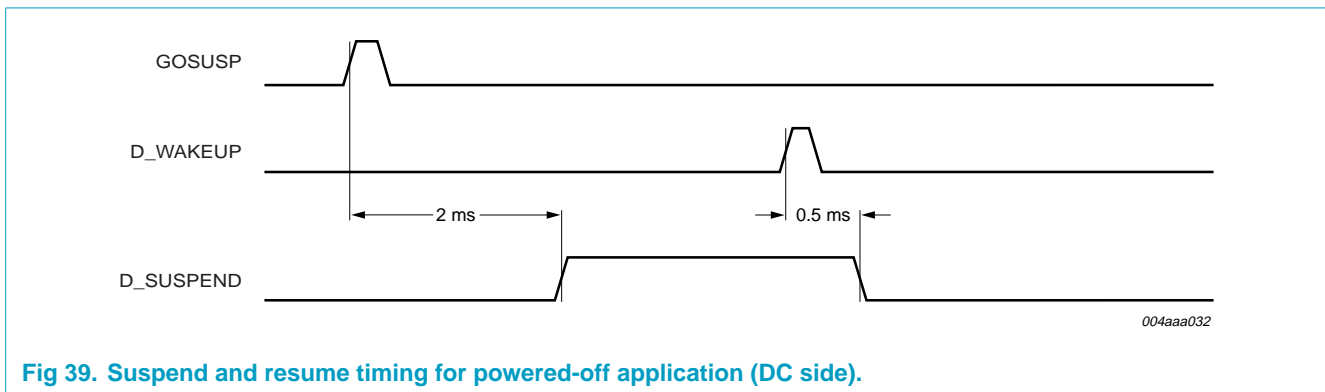 GOSUSP
D_WAKEUP
2 ms
0.5 ms
D_SUSPEND
004aaa032
Fig 39. Suspend and resume timing for powered-off application (DC side).